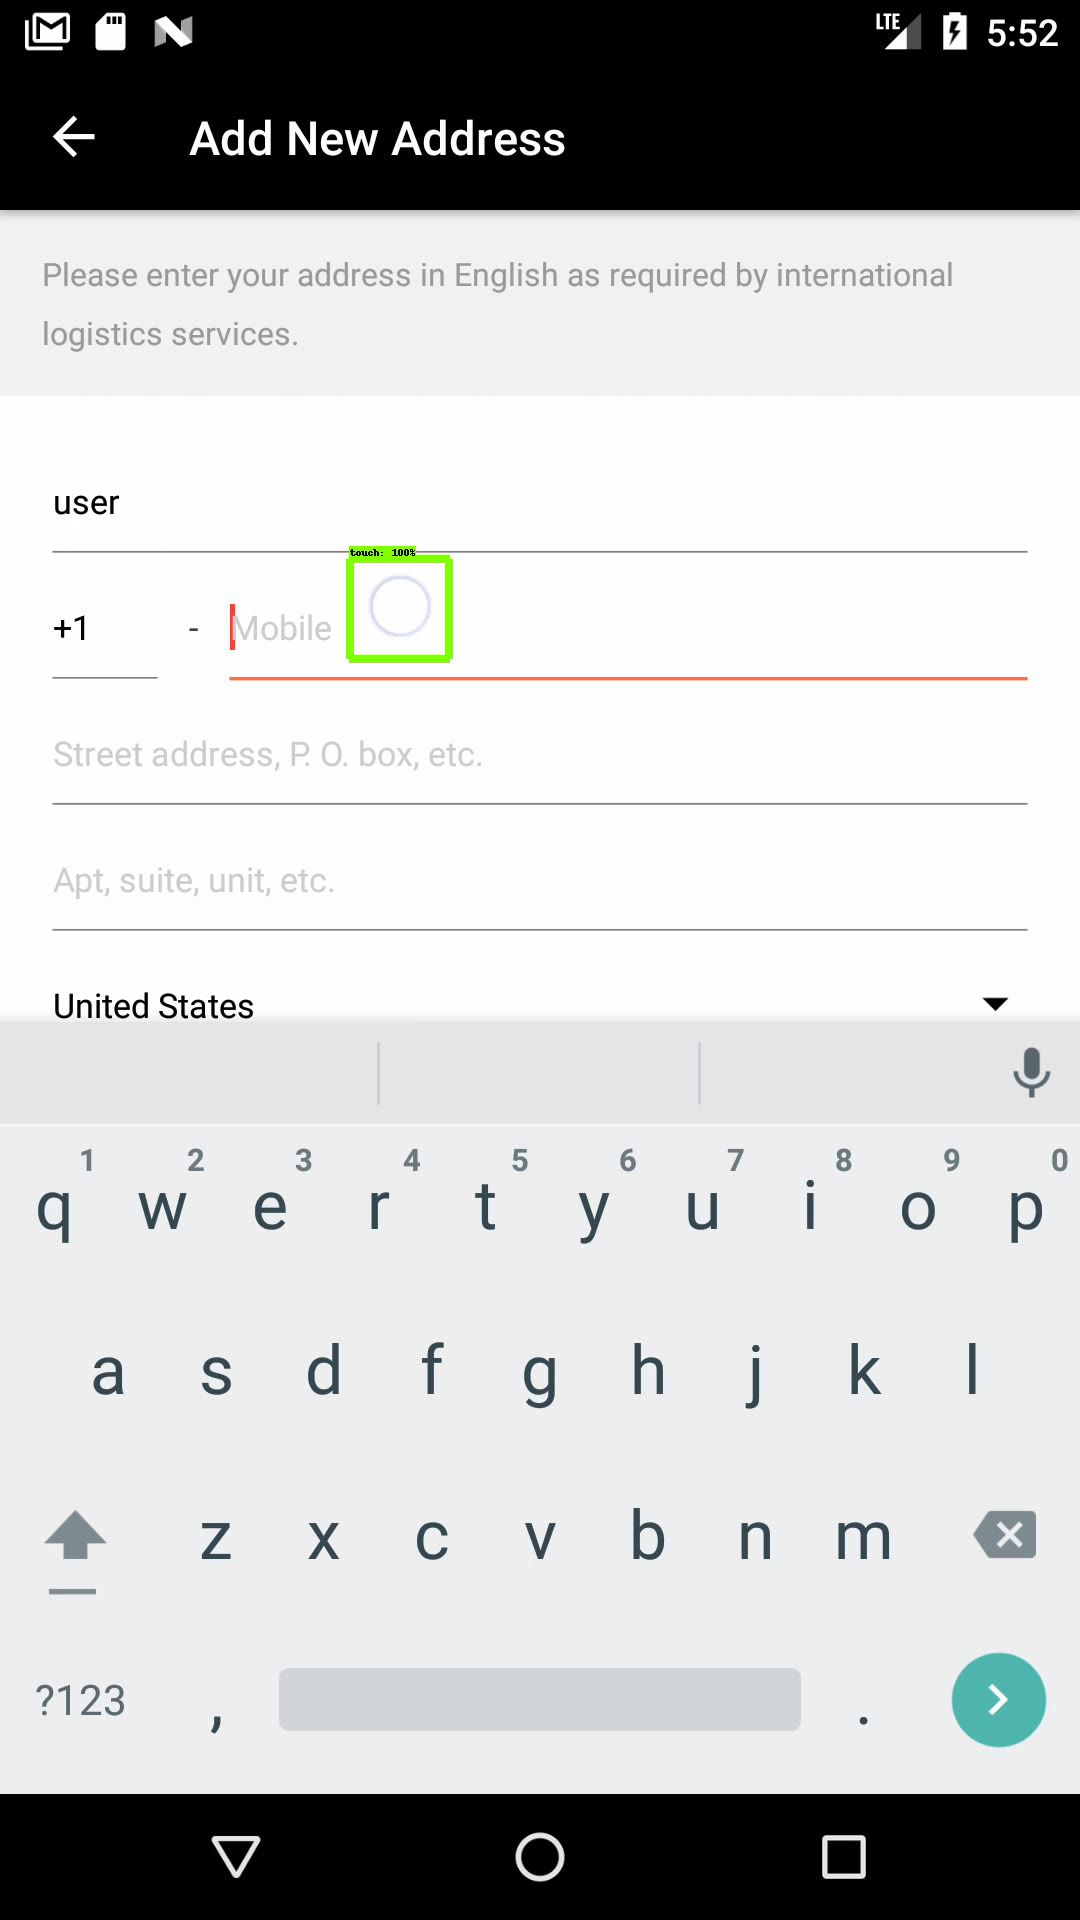 LTE 5:52
Add New Address
Please enter your address in English as required by international
logistics services.
user
touch: 100%
+1 - Mobile
Street address, P. O. box, etc.
Apt, suite, unit, etc.
United States
1 2 3 4 5 6 7 8 9 0
q w e r t y u i o p
a s d f g h j k l
z x c v b n m
?123 , .